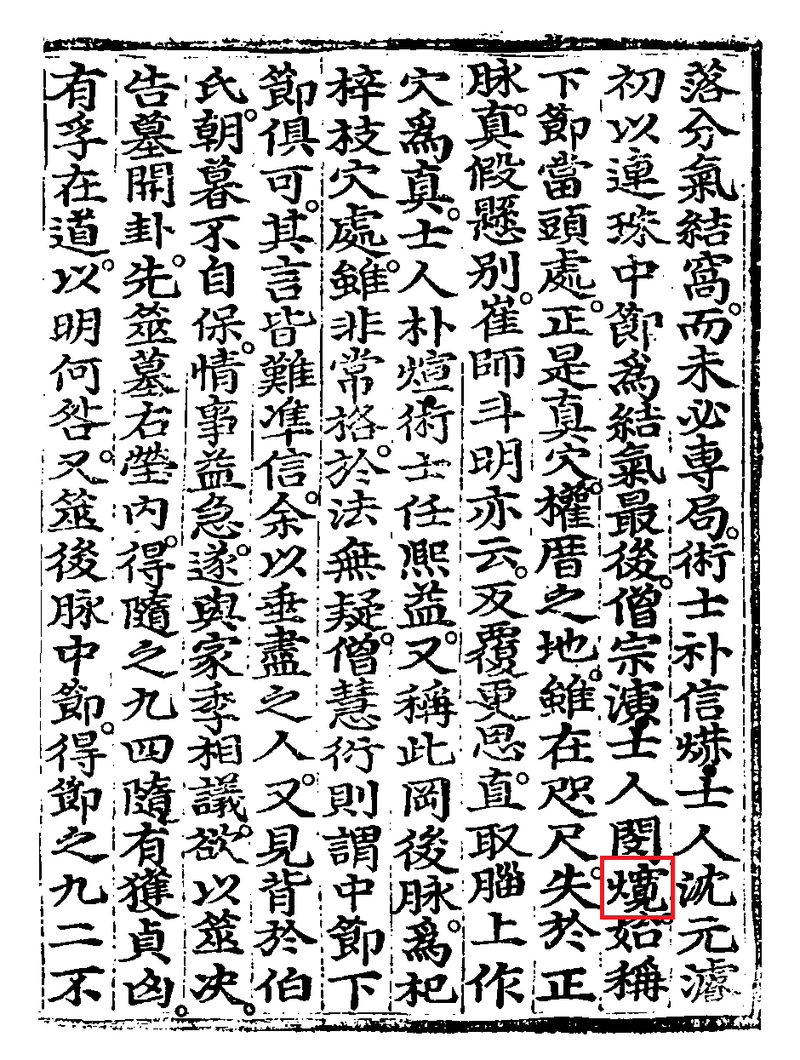 落分氣結窩。而未必專局。術士朴信士人沈元濬
初以連珠中節爲結氣最後。僧宗演士人閔始稱
下節當頭處。正是真穴。權厝之地。雖在咫尺。失於正
脉。真假懸別。崔師斗明亦云。反覆更思。直取腦上作
穴爲真。士人朴煊術士任熈益。又稱此岡後脉。爲杞
梓枝穴處。雖非常格。於法無疑。僧慧衍則謂中節下
節俱可。其言皆難準信。余以垂盡之人。又見背於伯
氏。朝暮不自保。情事益急。遂與家季相議。欲以筮决。
告墓開卦。先筮墓右塋內。得隨之九四隨有獲貞凶。
有孚在道。以明何咎。又筮後脉中節。得節之九二不